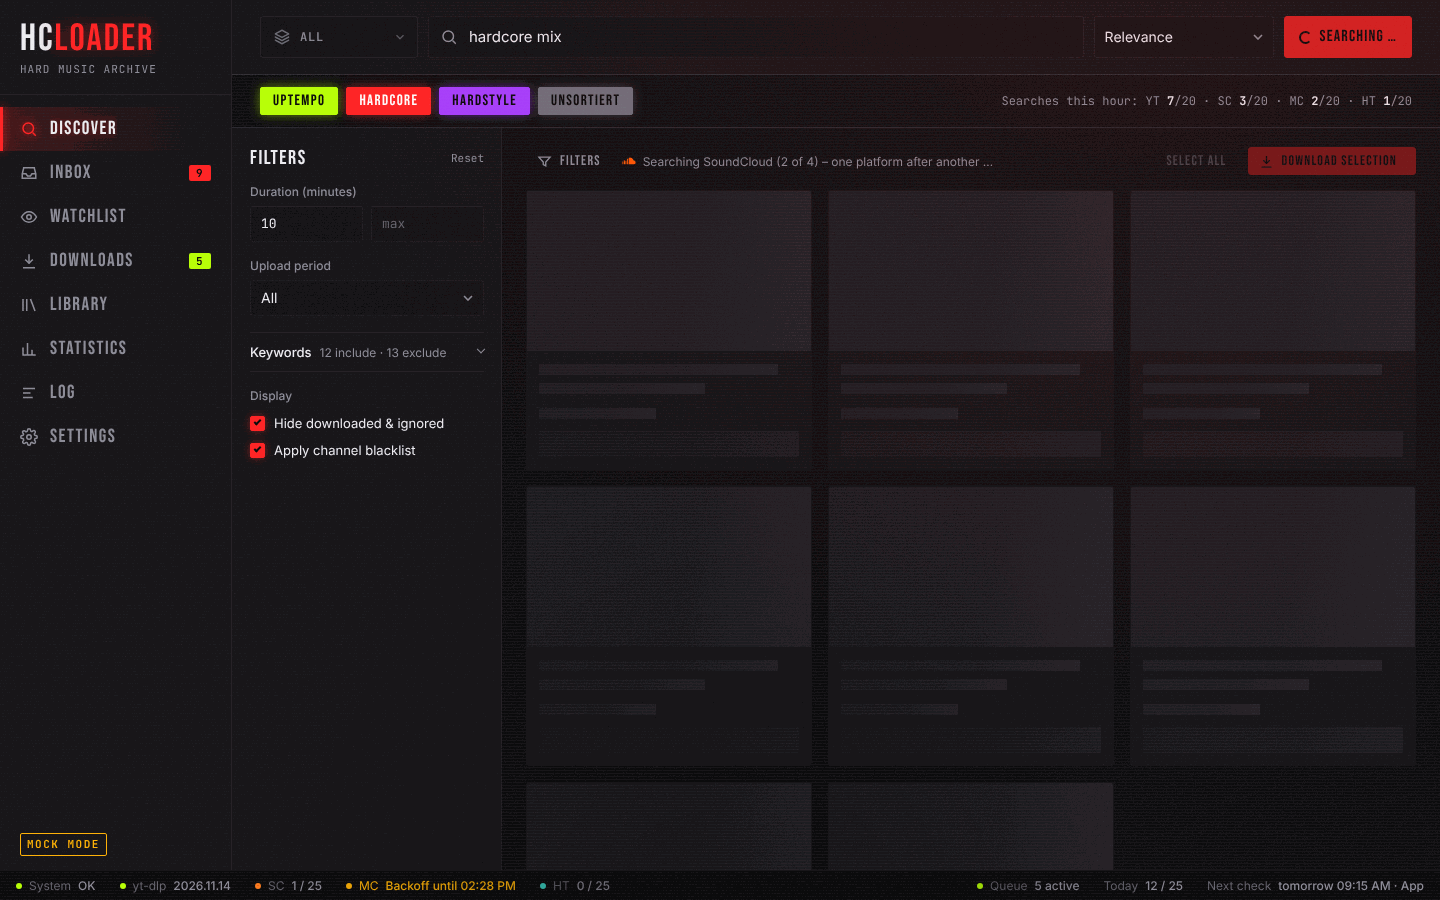 HCLOADER
HARD MUSIC ARCHIVE
DISCOVER
INBOX 9
WATCHLIST
DOWNLOADS 5
LIBRARY
STATISTICS
LOG
SETTINGS
MOCK MODE
ALL
hardcore mix
Relevance
SEARCHING …
UPTEMPO
HARDCORE
HARDSTYLE
UNSORTIERT
Searches this hour: YT 7/20 · SC 3/20 · MC 2/20 · HT 1/20
FILTERS
Reset
Duration (minutes)
10
max
Upload period
All
Keywords 12 include · 13 exclude
Display
Hide downloaded & ignored
Apply channel blacklist
FILTERS
Searching SoundCloud (2 of 4) – one platform after another …
SELECT ALL
DOWNLOAD SELECTION
System OK
yt-dlp 2026.11.14
SC 1 / 25
MC Backoff until 02:28 PM
HT 0 / 25
Queue 5 active
Today 12 / 25
Next check tomorrow 09:15 AM · App